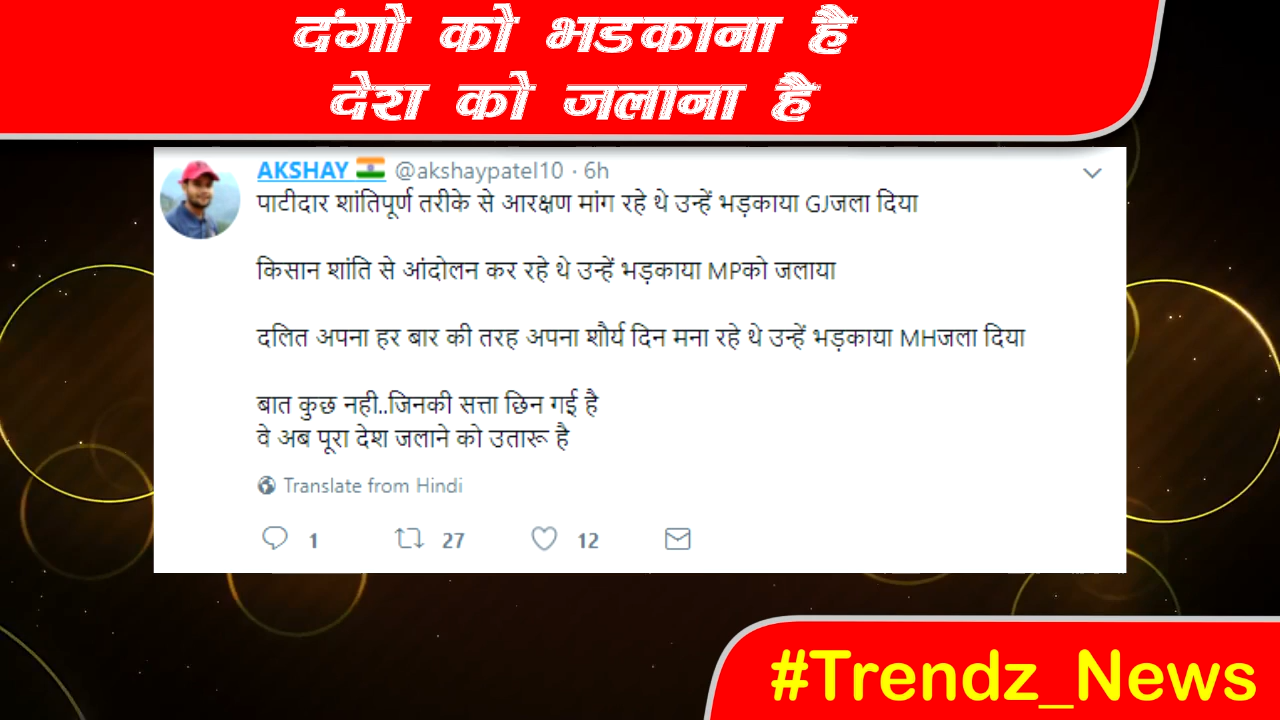 दंगो को भडकाना है
देश को जलाना है
AKSHAY 🇮🇳 @akshaypatel10 · 6h
पाटीदार शांतिपूर्ण तरीके से आरक्षण मांग रहे थे उन्हें भड़काया GJजला दिया
किसान शांति से आंदोलन कर रहे थे उन्हें भड़काया MPको जलाया
दलित अपना हर बार की तरह अपना शौर्य दिन मना रहे थे उन्हें भड़काया MHजला दिया
बात कुछ नही..जिनकी सत्ता छिन गई है
वे अब पूरा देश जलाने को उतारू है
Translate from Hindi
1 27 12
#Trendz_News